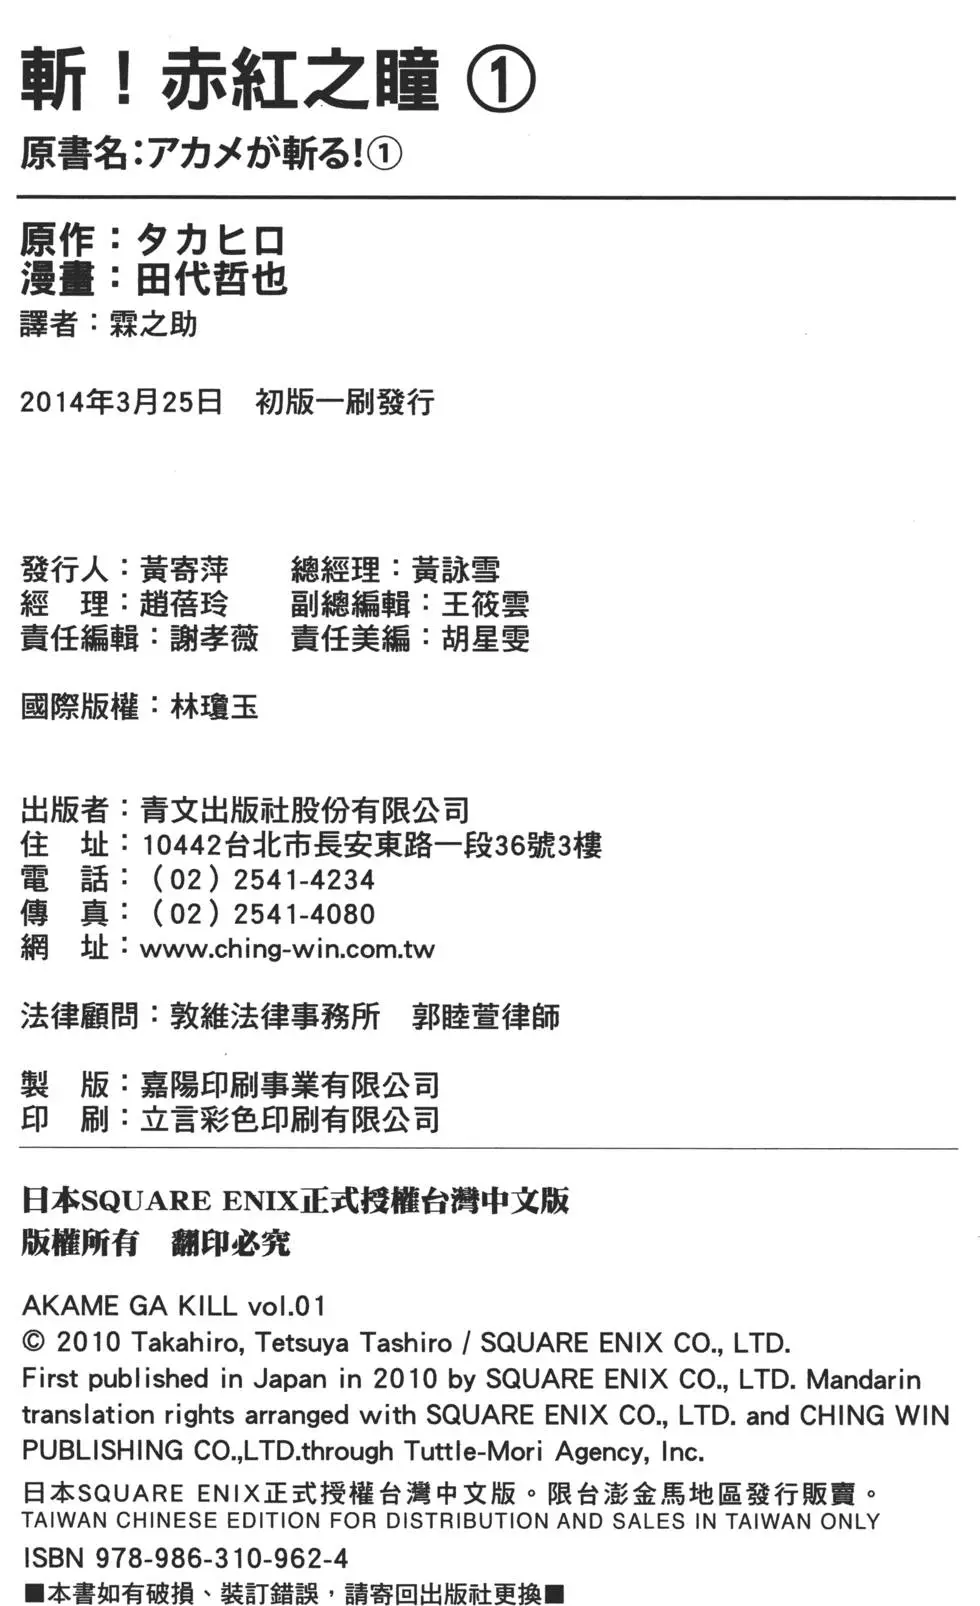 斬！赤紅之瞳 ①
原書名:アカメが斬る!①
原作：タカヒロ
漫畫：田代哲也
譯者：霖之助
2014年3月25日　初版一刷發行
發行人：黃寄萍　　總經理：黃詠雪
經　理：趙蓓玲　　副總編輯：王筱雲
責任編輯：謝孝薇　責任美編：胡星雯
國際版權：林瓊玉
出版者：青文出版社股份有限公司
住　址：10442台北市長安東路一段36號3樓
電　話：（02）2541-4234
傳　真：（02）2541-4080
網　址：www.ching-win.com.tw
法律顧問：敦維法律事務所　郭睦萱律師
製　版：嘉陽印刷事業有限公司
印　刷：立言彩色印刷有限公司
日本SQUARE ENIX正式授權台灣中文版
版權所有　翻印必究
AKAME GA KILL vol.01
© 2010 Takahiro, Tetsuya Tashiro / SQUARE ENIX CO., LTD.
First published in Japan in 2010 by SQUARE ENIX CO., LTD. Mandarin
translation rights arranged with SQUARE ENIX CO., LTD. and CHING WIN
PUBLISHING CO.,LTD.through Tuttle-Mori Agency, Inc.
日本SQUARE ENIX正式授權台灣中文版。限台澎金馬地區發行販賣。
TAIWAN CHINESE EDITION FOR DISTRIBUTION AND SALES IN TAIWAN ONLY
ISBN 978-986-310-962-4
■本書如有破損、裝訂錯誤，請寄回出版社更換■